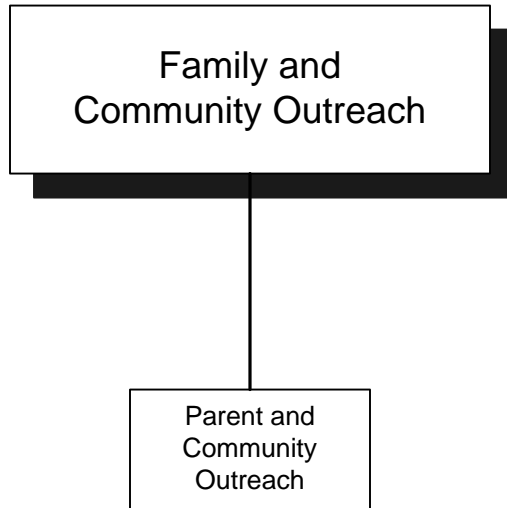 Family and
Community Outreach
Parent and
Community
Outreach